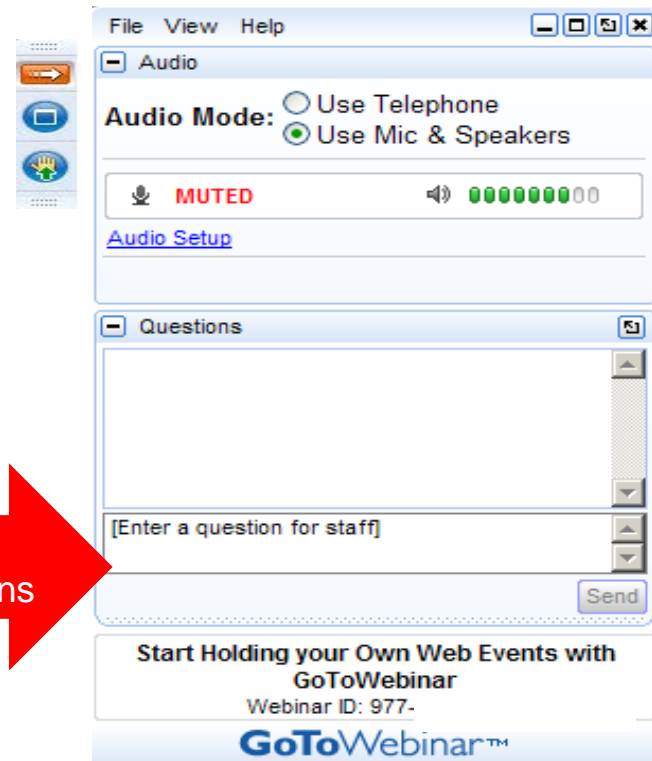 File View Help
Audio
Audio Mode:
Use Telephone
Use Mic & Speakers
MUTED
Audio Setup
Questions
[Enter a question for staff]
Send
Start Holding your Own Web Events with
GoToWebinar
Webinar ID: 977-
GoToWebinar™